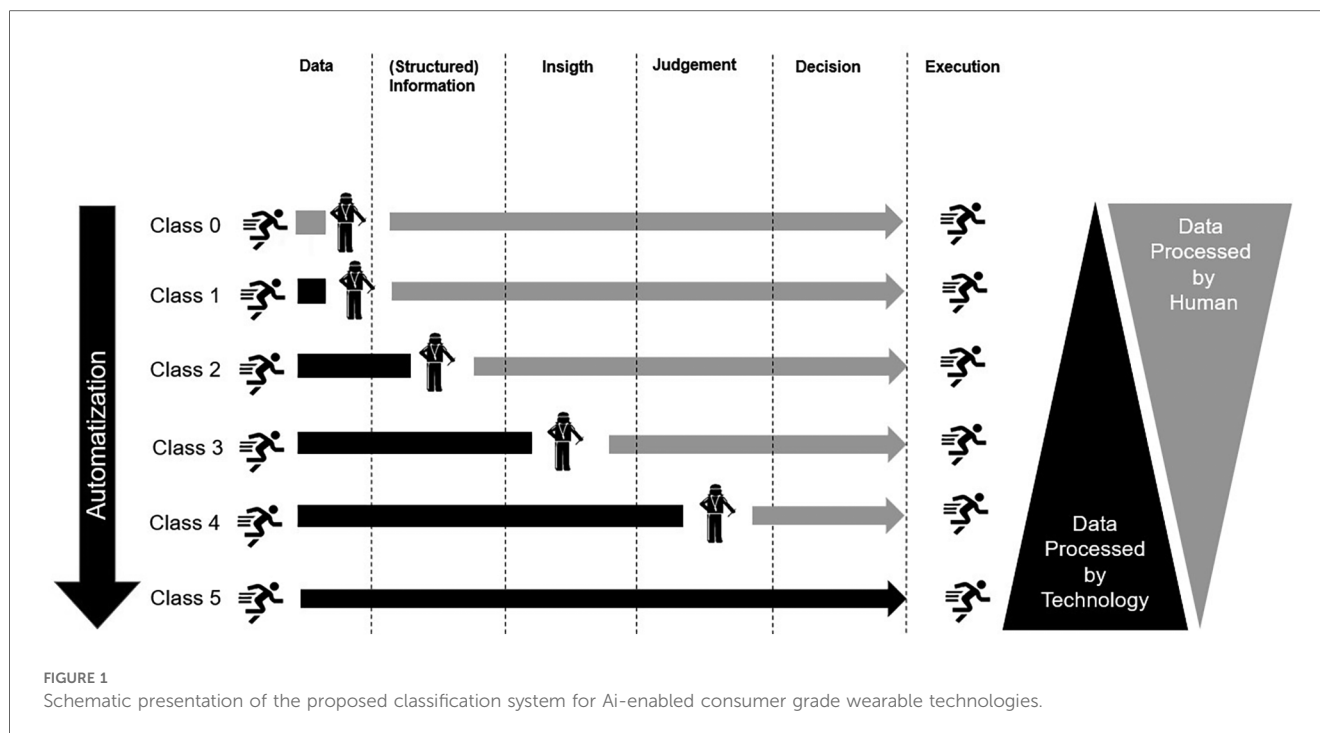 Data
(Structured)
Information
Insigth
Judgement
Decision
Execution
Automatization
Class 0
Class 1
Class 2
Class 3
Class 4
Class 5
Data
Processed
by
Human
Data
Processed
by
Technology
FIGURE 1
Schematic presentation of the proposed classification system for Ai-enabled consumer grade wearable technologies.